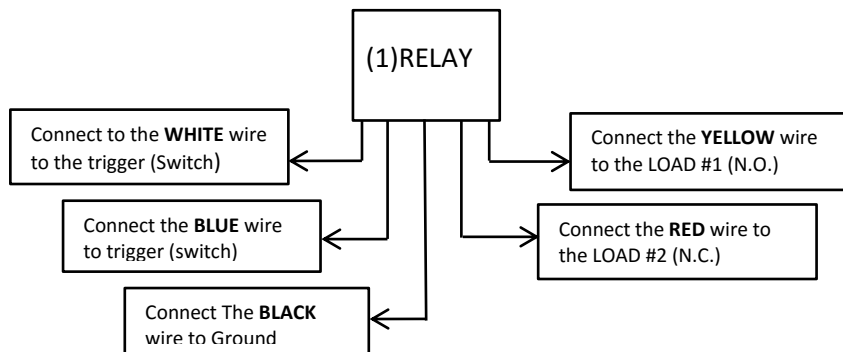 (1)RELAY
Connect to the WHITE wire
to the trigger (Switch)
Connect the BLUE wire
to trigger (switch)
Connect The BLACK
wire to Ground
Connect the YELLOW wire
to the LOAD #1 (N.O.)
Connect the RED wire to
the LOAD #2 (N.C.)